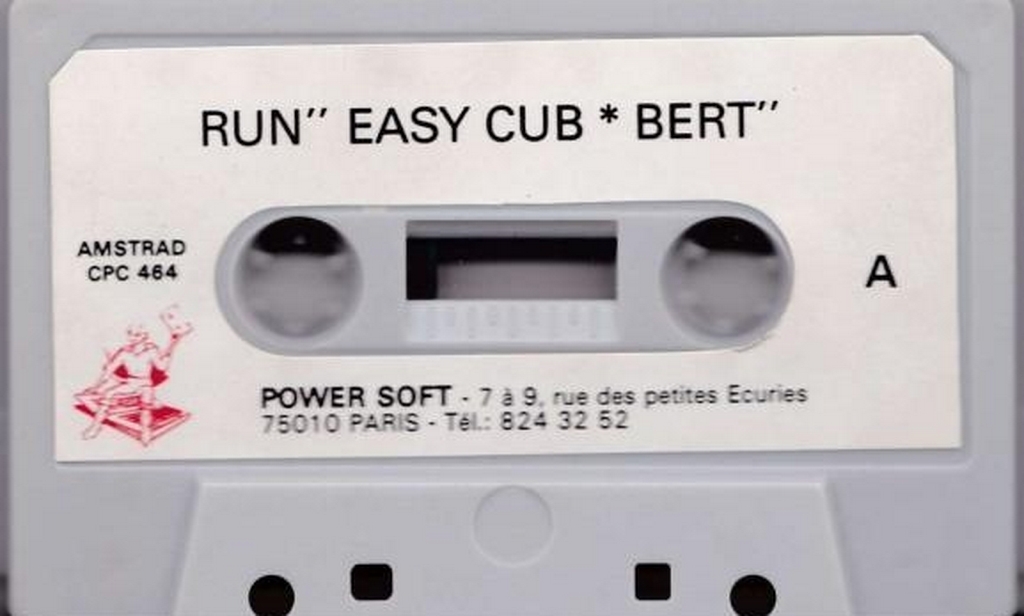 RUN" EASY CUB * BERT"
AMSTRAD
CPC 464
A
POWER SOFT - 7 à 9, rue des petites Ecuries
75010 PARIS - Tél.: 824 32 52